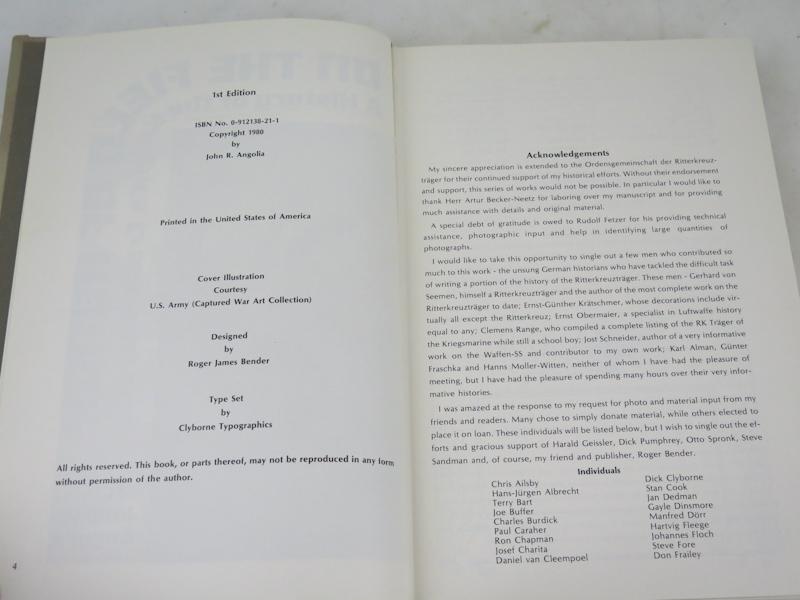 1st Edition
ISBN No. 0-912138-21-1
Copyright 1980
by
John R. Angolia
Printed in the United States of America
Cover Illustration
Courtesy
U.S. Army (Captured War Art Collection)
Designed
by
Roger James Bender
Type Set
by
Clyborne Typographics
All rights reserved. This book, or parts thereof, may not be reproduced in any form
without permission of the author.
4
Acknowledgements
My sincere appreciation is extended to the Ordensgemeinschaft der Ritterkreuz-
träger for their continued support of my historical efforts. Without their endorsement
and support, this series of works would not be possible. In particular I would like to
thank Herr Artur Becker-Neetz for laboring over my manuscript and for providing
much assistance with details and original material.
A special debt of gratitude is owed to Rudolf Fetzer for his providing technical
assistance, photographic input and help in identifying large quantities of
photographs.
I would like to take this opportunity to single out a few men who contributed so
much to this work - the unsung German historians who have tackled the difficult task
of writing a portion of the history of the Ritterkreuzträger. These men - Gerhard von
Seemen, himself a Ritterkreuzträger and the author of the most complete work on the
Ritterkreuzträger to date; Ernst-Günther Krätschmer, whose decorations include vir-
tually all except the Ritterkreuz; Ernst Obermaier, a specialist in Luftwaffe history
equal to any; Clemens Range, who compiled a complete listing of the RK Träger of
the Kriegsmarine while still a school boy; Jost Schneider, author of a very informative
work on the Waffen-SS and contributor to my own work; Karl Alman, Günter
Fraschka and Hanns Moller-Witten, neither of whom I have had the pleasure of
meeting, but I have had the pleasure of spending many hours over their very infor-
mative histories.
I was amazed at the response to my request for photo and material input from my
friends and readers. Many chose to simply donate material, while others elected to
place it on loan. These individuals will be listed below, but I wish to single out the ef-
forts and gracious support of Harald Geissler, Dick Pumphrey, Otto Spronk, Steve
Sandman and, of course, my friend and publisher, Roger Bender.
Individuals
Chris Ailsby
Hans-Jürgen Albrecht
Terry Bart
Joe Buffer
Charles Burdick
Paul Caraher
Ron Chapman
Josef Charita
Daniel van Cleempoel
Dick Clyborne
Stan Cook
Jan Dedman
Gayle Dinsmore
Manfred Dörr
Hartvig Fleege
Johannes Floch
Steve Fore
Don Frailey